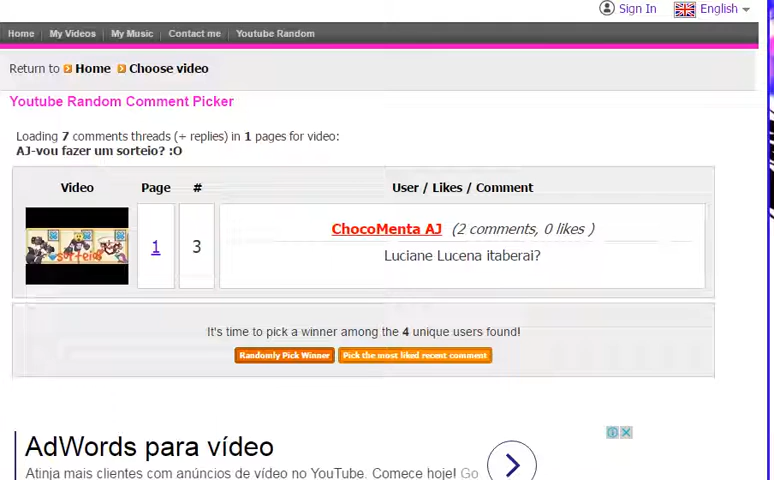 Sign In English
Home My Videos My Music Contact me Youtube Random
Return to Home Choose video
Youtube Random Comment Picker
Loading 7 comments threads (+ replies) in 1 pages for video:
AJ-vou fazer um sorteio? :O
Video Page # User / Likes / Comment
sorteio
1 3
ChocoMenta AJ (2 comments, 0 likes )
Luciane Lucena itaberai?
It's time to pick a winner among the 4 unique users found!
Randomly Pick Winner Pick the most liked recent comment
AdWords para vídeo
Atinja mais clientes com anúncios de vídeo no YouTube. Comece hoje! Go